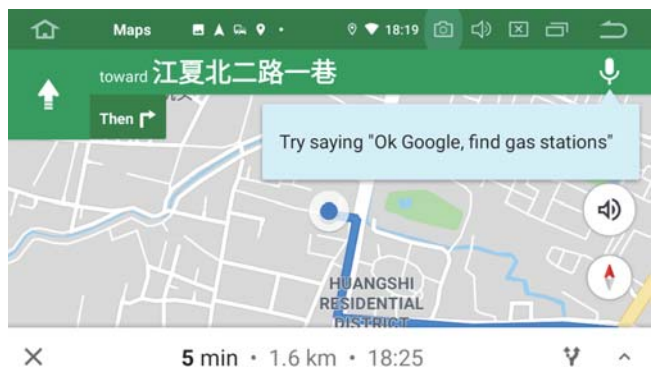 Maps 18:19
toward 江夏北二路一巷
Then
Try saying "Ok Google, find gas stations"
HUANGSHI
RESIDENTIAL
DISTRICT
5 min • 1.6 km • 18:25